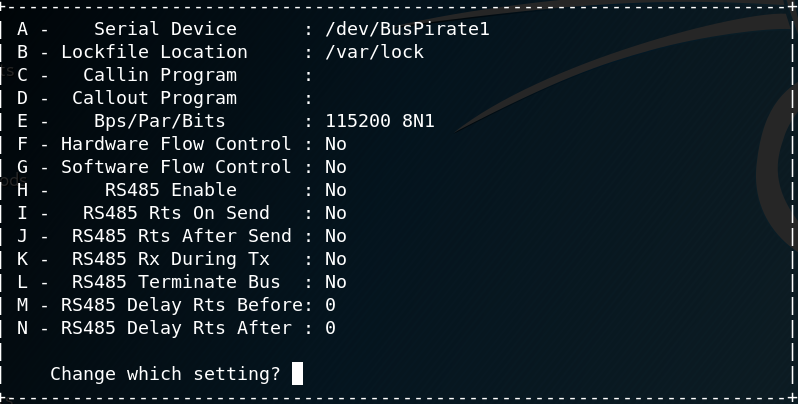 +-----------------------------------------------------------------------+
| A -    Serial Device      : /dev/BusPirate1                           |
| B - Lockfile Location     : /var/lock                                 |
| C -   Callin Program      :                                           |
| D -  Callout Program      :                                           |
| E -    Bps/Par/Bits       : 115200 8N1                                |
| F - Hardware Flow Control : No                                        |
| G - Software Flow Control : No                                        |
| H -     RS485 Enable      : No                                        |
| I -   RS485 Rts On Send   : No                                        |
| J -  RS485 Rts After Send : No                                        |
| K -  RS485 Rx During Tx   : No                                        |
| L -  RS485 Terminate Bus  : No                                        |
| M - RS485 Delay Rts Before: 0                                         |
| N - RS485 Delay Rts After : 0                                         |
|                                                                       |
|    Change which setting?                                              |
+-----------------------------------------------------------------------+